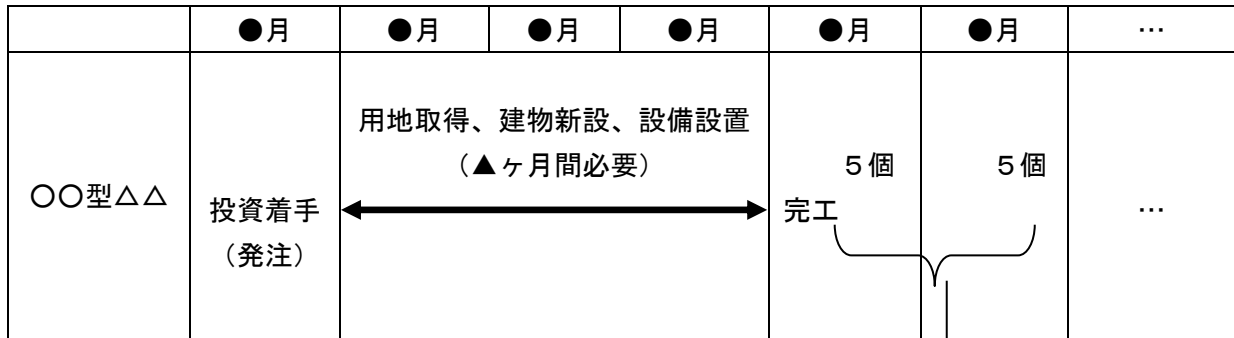 ●月 ●月 ●月 ●月 ●月 ●月 …
用地取得、建物新設、設備設置
（▲ヶ月間必要）
５個 ５個
〇〇型△△
投資着手
（発注）
完工
…